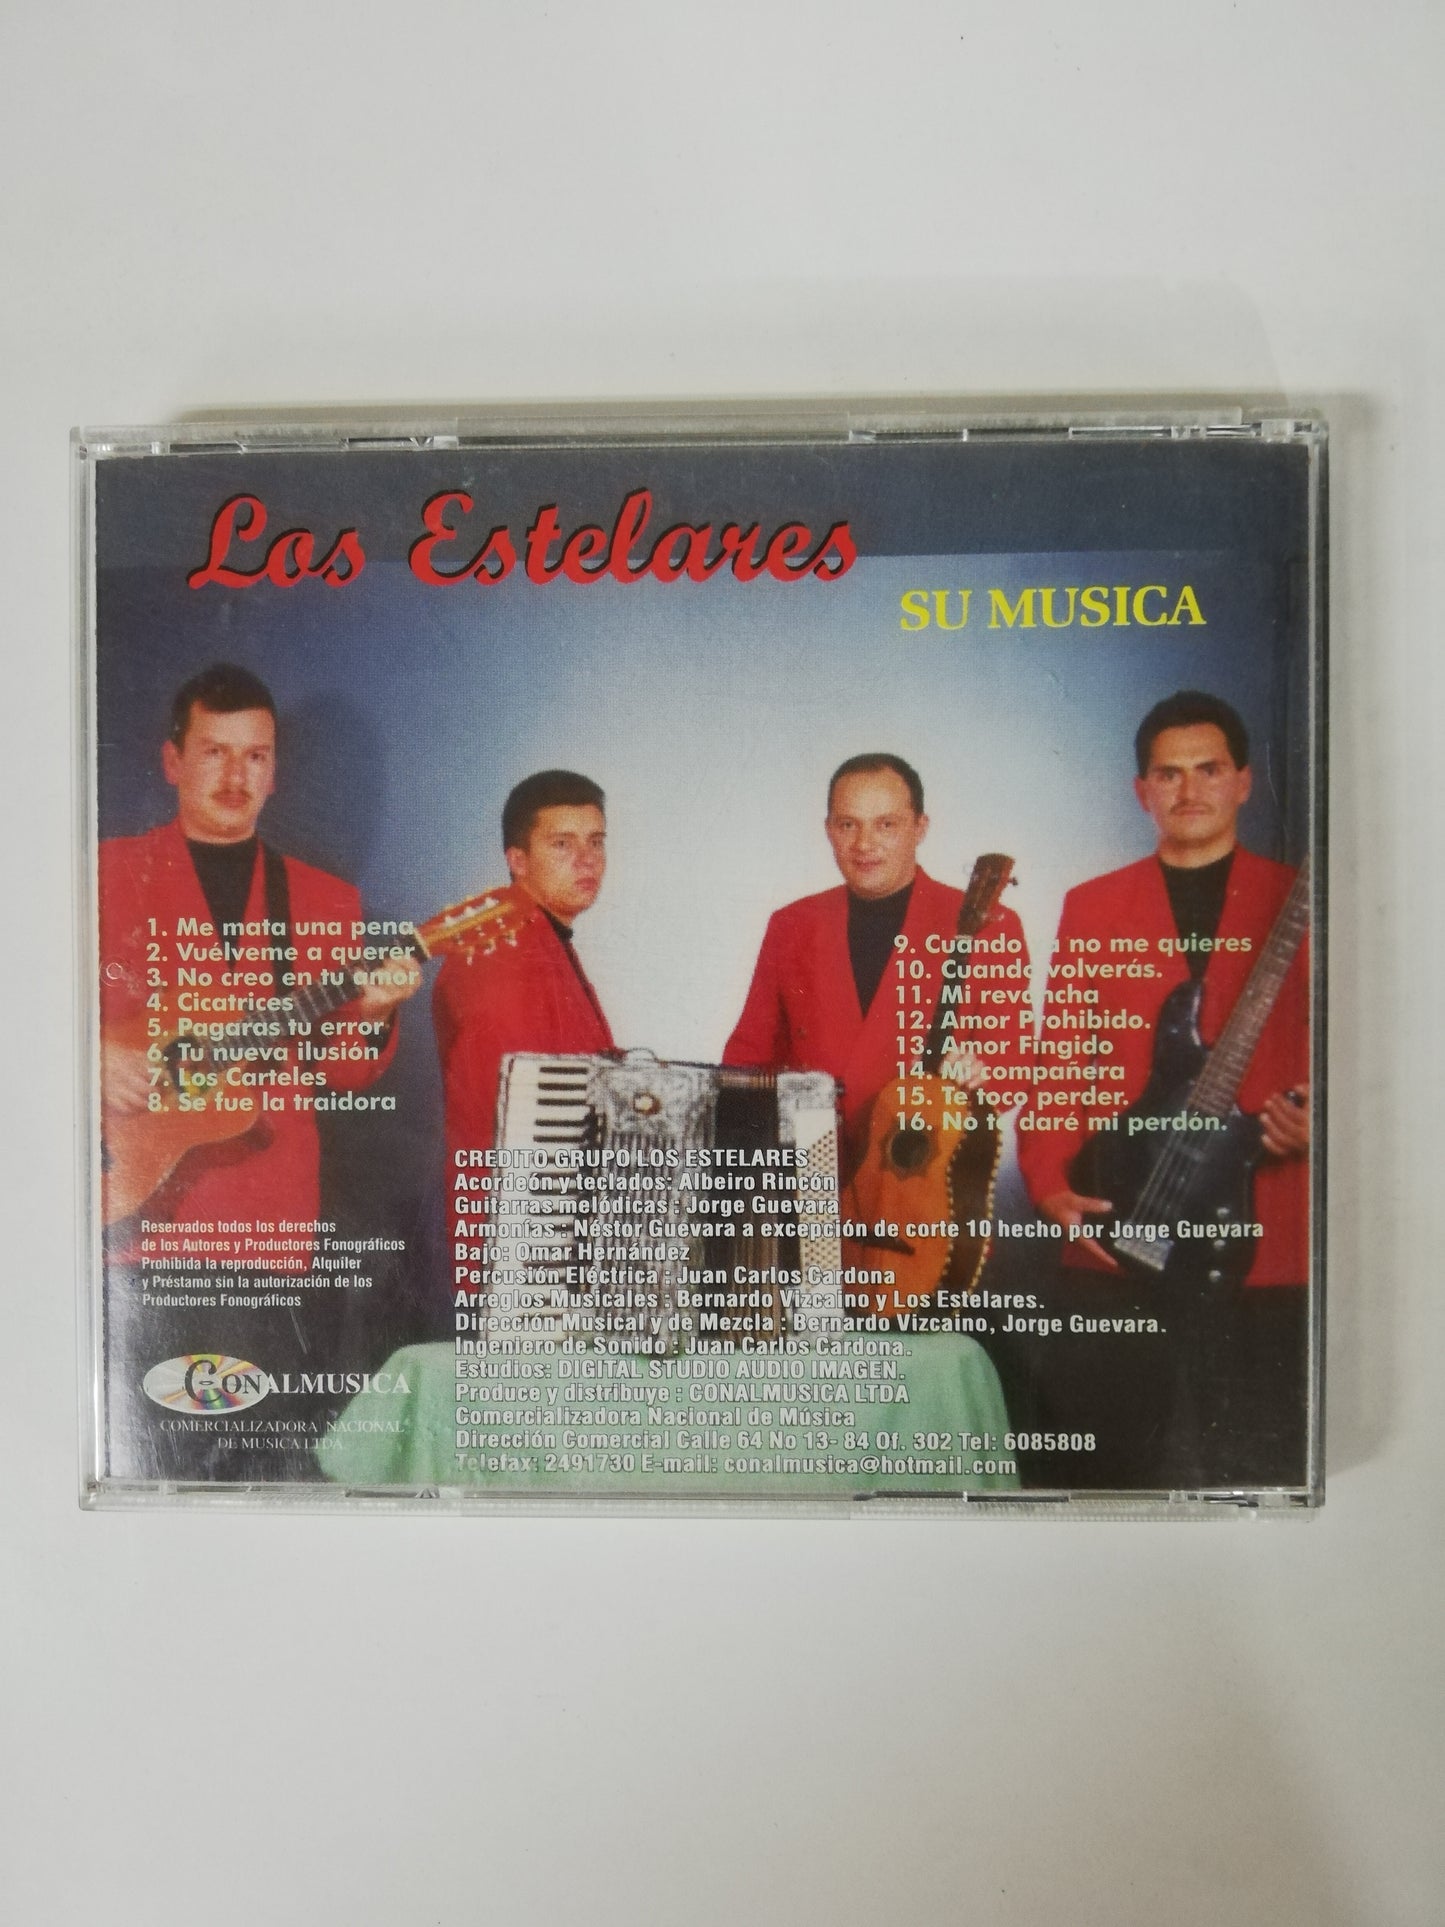 Los Estelares
SU MUSICA
1. Me mata una pena
2. Vuélveme a querer
3. No creo en tu amor
4. Cicatrices
5. Pagaras tu error
6. Tu nueva ilusión
7. Los Carteles
8. Se fue la traidora
9. Cuando ya no me quieres
10. Cuando volverás.
11. Mi revancha
12. Amor Prohibido.
13. Amor Fingido
14. Mi compañera
15. Te toco perder.
16. No te daré mi perdón.
CREDITO GRUPO LOS ESTELARES
Acordeón y teclados: Albeiro Rincón
Guitarras melódicas : Jorge Guevara
Armonías : Néstor Guevara a excepción de corte 10 hecho por Jorge Guevara
Bajo: Omar Hernández
Percusión Eléctrica : Juan Carlos Cardona
Arreglos Musicales : Bernardo Vizcaino y Los Estelares.
Dirección Musical y de Mezcla : Bernardo Vizcaino, Jorge Guevara.
Ingeniero de Sonido : Juan Carlos Cardona.
Estudios: DIGITAL STUDIO AUDIO IMAGEN.
Produce y distribuye : CONALMUSICA LTDA
Comercializadora Nacional de Música
Dirección Comercial Calle 64 No 13- 84 Of. 302 Tel: 6085808
Telefax: 2491730 E-mail: conalmusica@hotmail.com
Reservados todos los derechos
de los Autores y Productores Fonográficos
Prohibida la reproducción, Alquiler
y Préstamo sin la autorización de los
Productores Fonográficos
CONALMUSICA
COMERCIALIZADORA NACIONAL
DE MUSICA LTDA